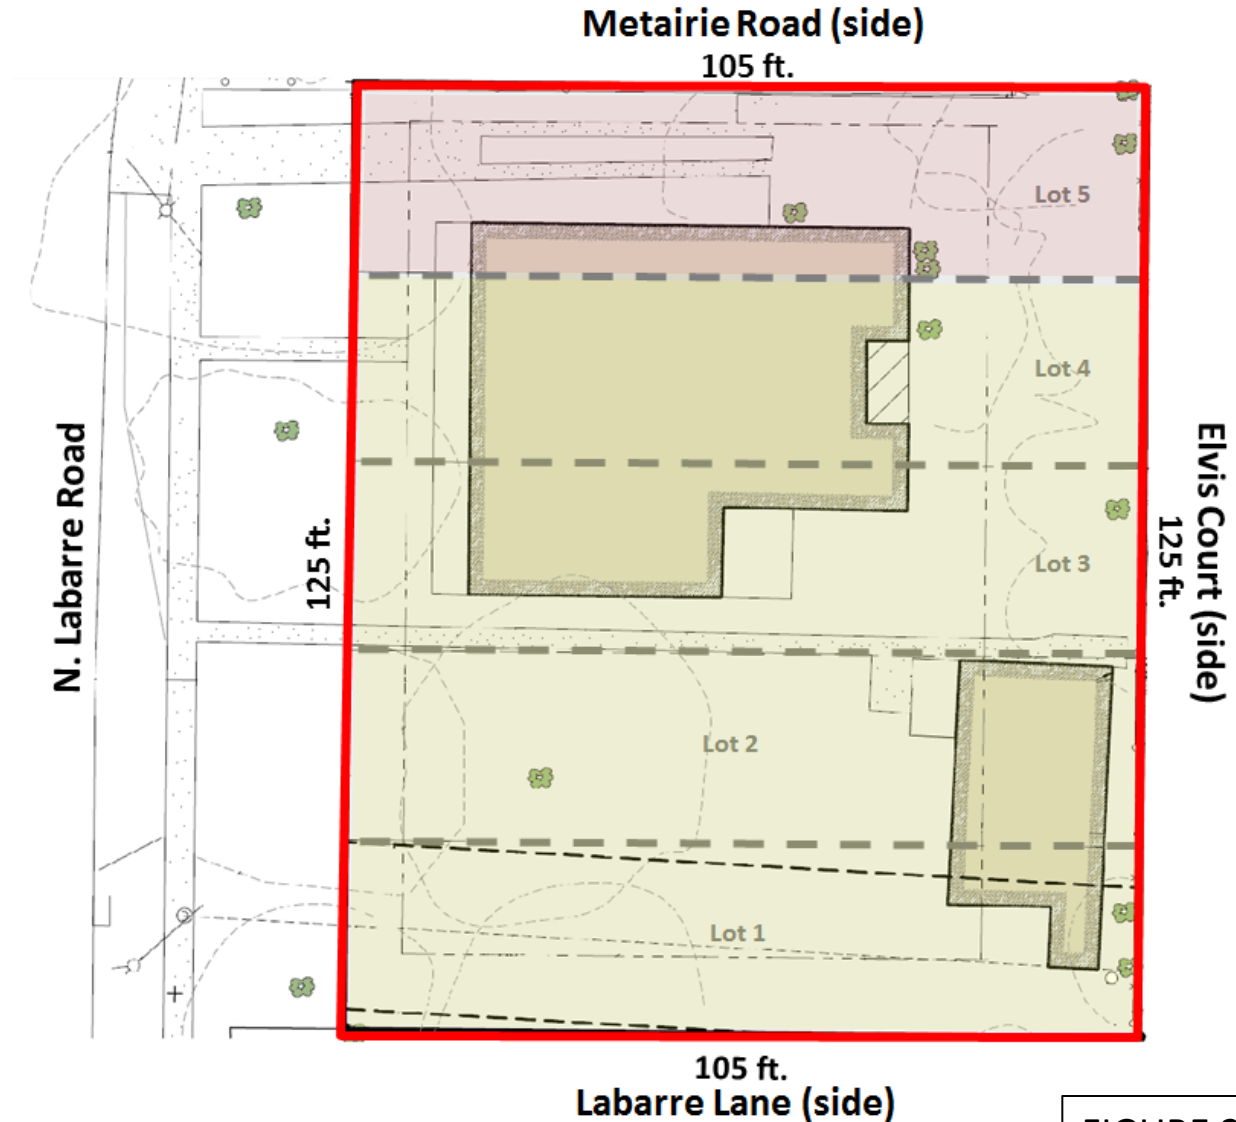 Metairie Road (side)
105 ft.
Lot 5
Lot 4
N. Labarre Road
125 ft.
Lot 3
125 ft.
Elvis Court (side)
Lot 2
Lot 1
105 ft.
Labarre Lane (side)